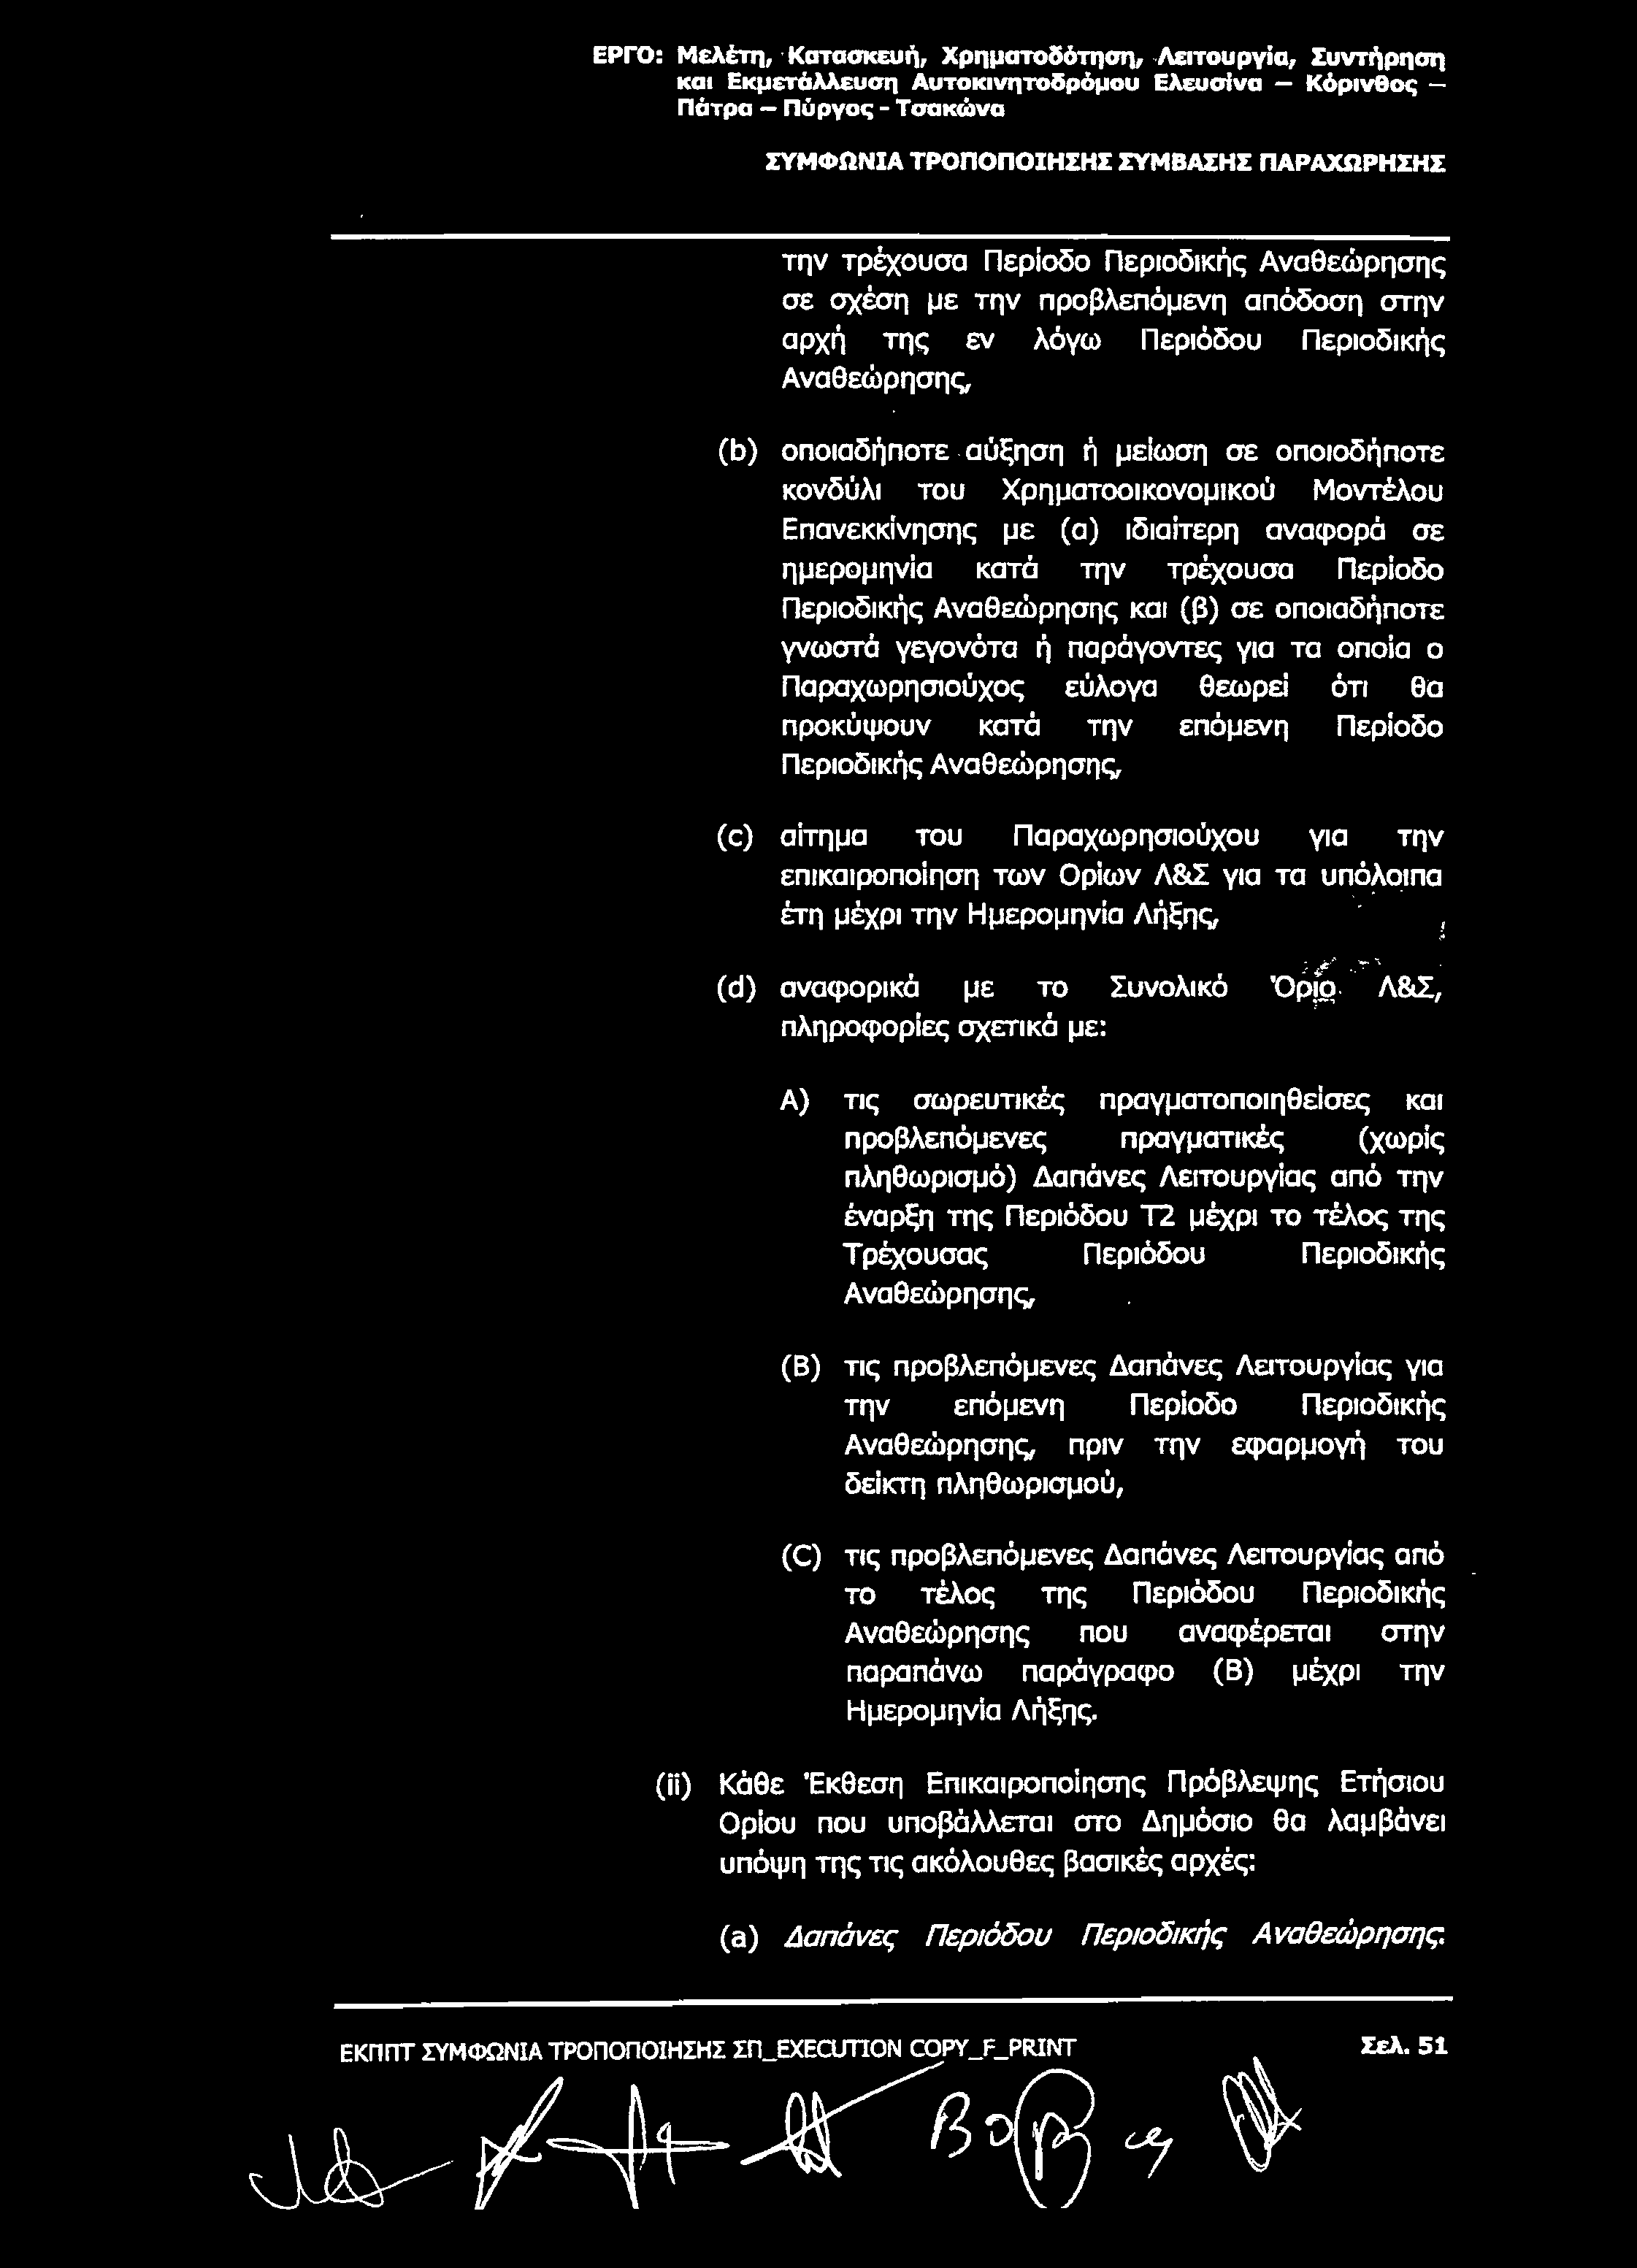 ΕΡΓΟ: Μελέτη, Κατασκευή, Χρηματοδότηση, Λειτουργία, Συντήρηση
και Εκμετάλλευση Αυτοκινητοδρόμου Ελευσίνα – Κόρινθος –
Πάτρα – Πύργος - Τσακώνα
ΣΥΜΦΩΝΙΑ ΤΡΟΠΟΠΟΙΗΣΗΣ ΣΥΜΒΑΣΗΣ ΠΑΡΑΧΩΡΗΣΗΣ
την τρέχουσα Περίοδο Περιοδικής Αναθεώρησης
σε σχέση με την προβλεπόμενη απόδοση στην
αρχή της εν λόγω Περιόδου Περιοδικής
Αναθεώρησης,
(b) οποιαδήποτε αύξηση ή μείωση σε οποιοδήποτε
κονδύλι του Χρηματοοικονομικού Μοντέλου
Επανεκκίνησης με (α) ιδιαίτερη αναφορά σε
ημερομηνία κατά την τρέχουσα Περίοδο
Περιοδικής Αναθεώρησης και (β) σε οποιαδήποτε
γνωστά γεγονότα ή παράγοντες για τα οποία ο
Παραχωρησιούχος εύλογα θεωρεί ότι θα
προκύψουν κατά την επόμενη Περίοδο
Περιοδικής Αναθεώρησης,
(c) αίτημα του Παραχωρησιούχου για την
επικαιροποίηση των Ορίων Λ&Σ για τα υπόλοιπα
έτη μέχρι την Ημερομηνία Λήξης,
(d) αναφορικά με το Συνολικό Όριο Λ&Σ,
πληροφορίες σχετικά με:
Α) τις σωρευτικές πραγματοποιηθείσες και
προβλεπόμενες πραγματικές (χωρίς
πληθωρισμό) Δαπάνες Λειτουργίας από την
έναρξη της Περιόδου Τ2 μέχρι το τέλος της
Τρέχουσας Περιόδου Περιοδικής
Αναθεώρησης,
(Β) τις προβλεπόμενες Δαπάνες Λειτουργίας για
την επόμενη Περίοδο Περιοδικής
Αναθεώρησης, πριν την εφαρμογή του
δείκτη πληθωρισμού,
(C) τις προβλεπόμενες Δαπάνες Λειτουργίας από
το τέλος της Περιόδου Περιοδικής
Αναθεώρησης που αναφέρεται στην
παραπάνω παράγραφο (Β) μέχρι την
Ημερομηνία Λήξης.
(ii) Κάθε Έκθεση Επικαιροποίησης Πρόβλεψης Ετήσιου
Ορίου που υποβάλλεται στο Δημόσιο θα λαμβάνει
υπόψη της τις ακόλουθες βασικές αρχές:
(a) Δαπάνες Περιόδου Περιοδικής Αναθεώρησης:
ΕΚΠΠΤ ΣΥΜΦΩΝΙΑ ΤΡΟΠΟΠΟΙΗΣΗΣ ΣΠ_EXECUTION COPY_F_PRINT Σελ. 51